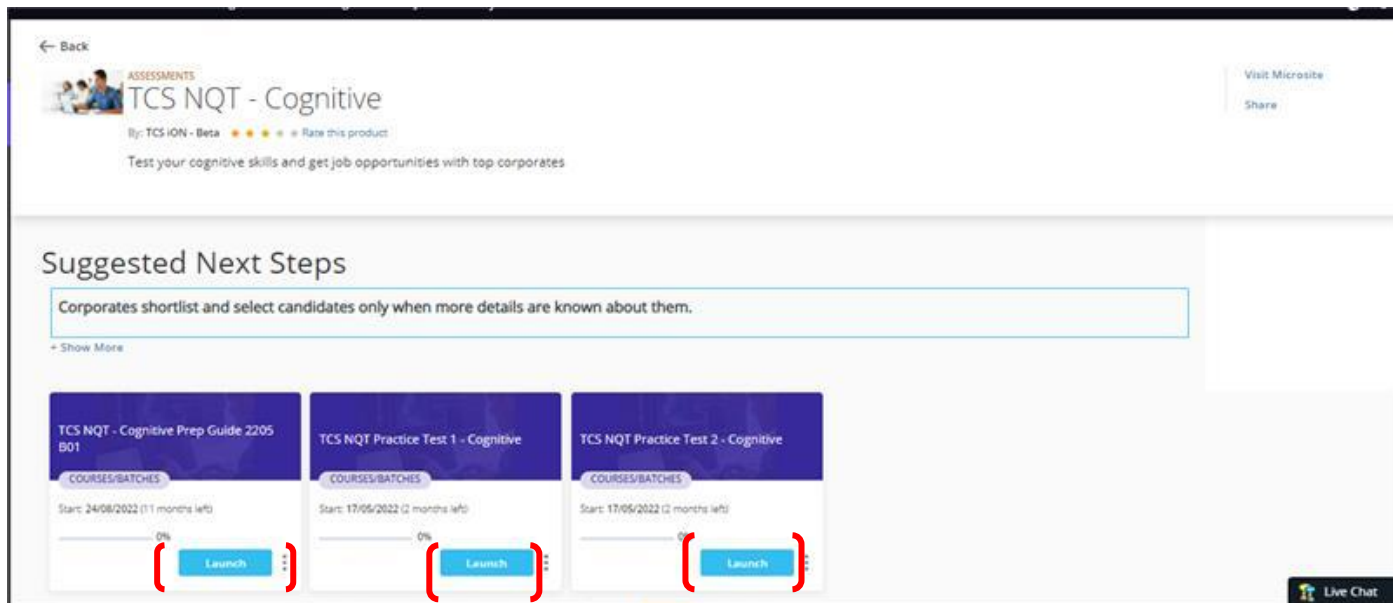 ← Back
ASSESSMENTS
TCS NQT - Cognitive
By: TCS iON - Beta Rate this product
Test your cognitive skills and get job opportunities with top corporates
Visit Microsite
Share
Suggested Next Steps
Corporates shortlist and select candidates only when more details are known about them.
+ Show More
TCS NQT - Cognitive Prep Guide 2205
B01
COURSES/BATCHES
Start: 24/08/2022 (11 months left)
0%
Launch
TCS NQT Practice Test 1 - Cognitive
COURSES/BATCHES
Start: 17/05/2022 (2 months left)
0%
Launch
TCS NQT Practice Test 2 - Cognitive
COURSES/BATCHES
Start: 17/05/2022 (2 months left)
0%
Launch
Live Chat